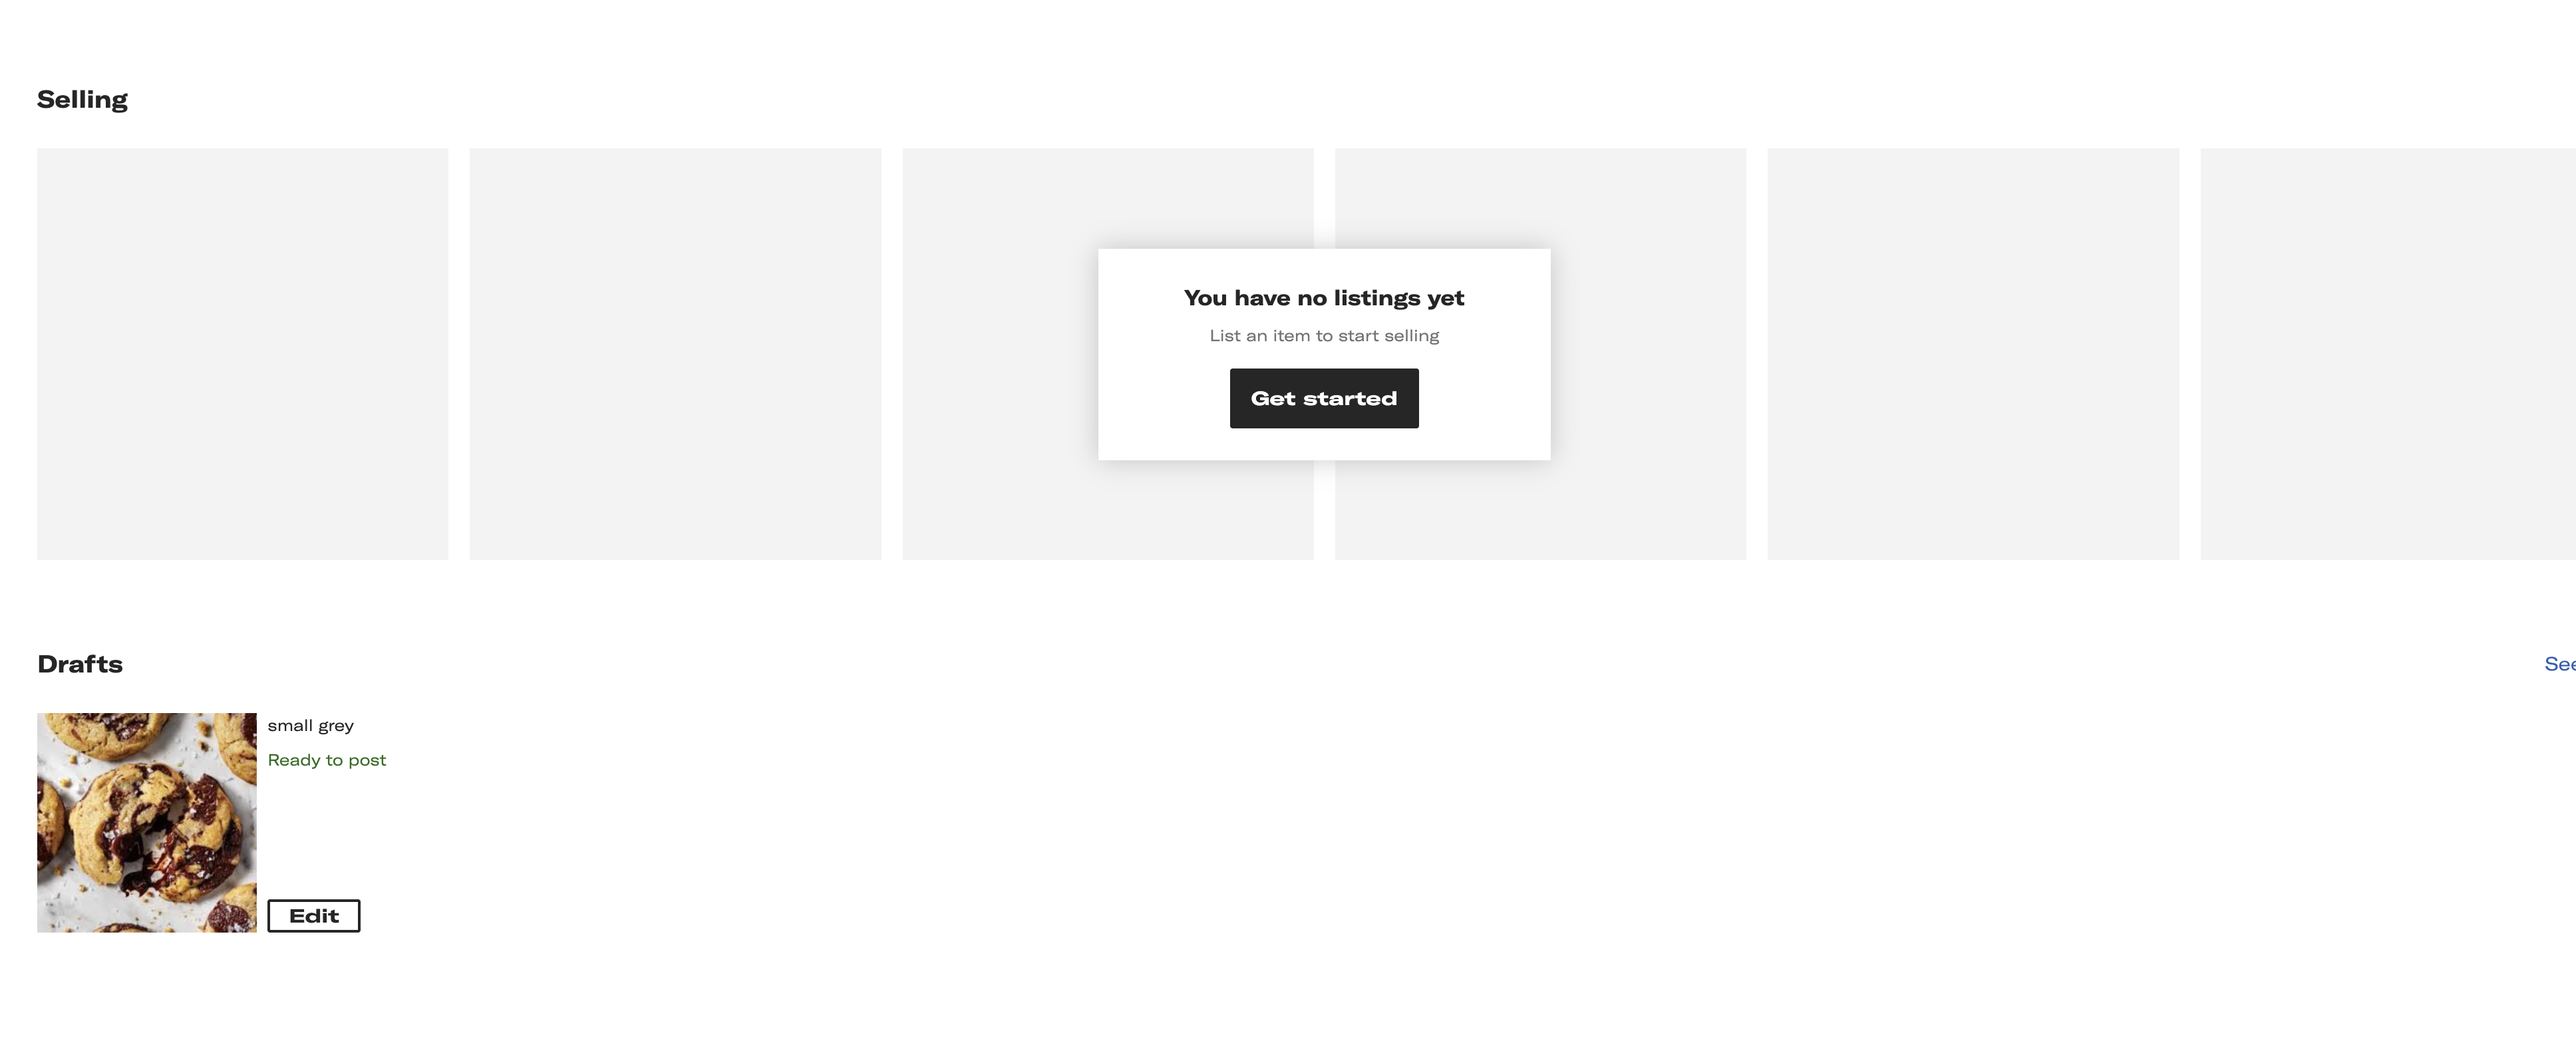 Selling
You have no listings yet
List an item to start selling
Get started
Drafts
See
small grey
Ready to post
Edit